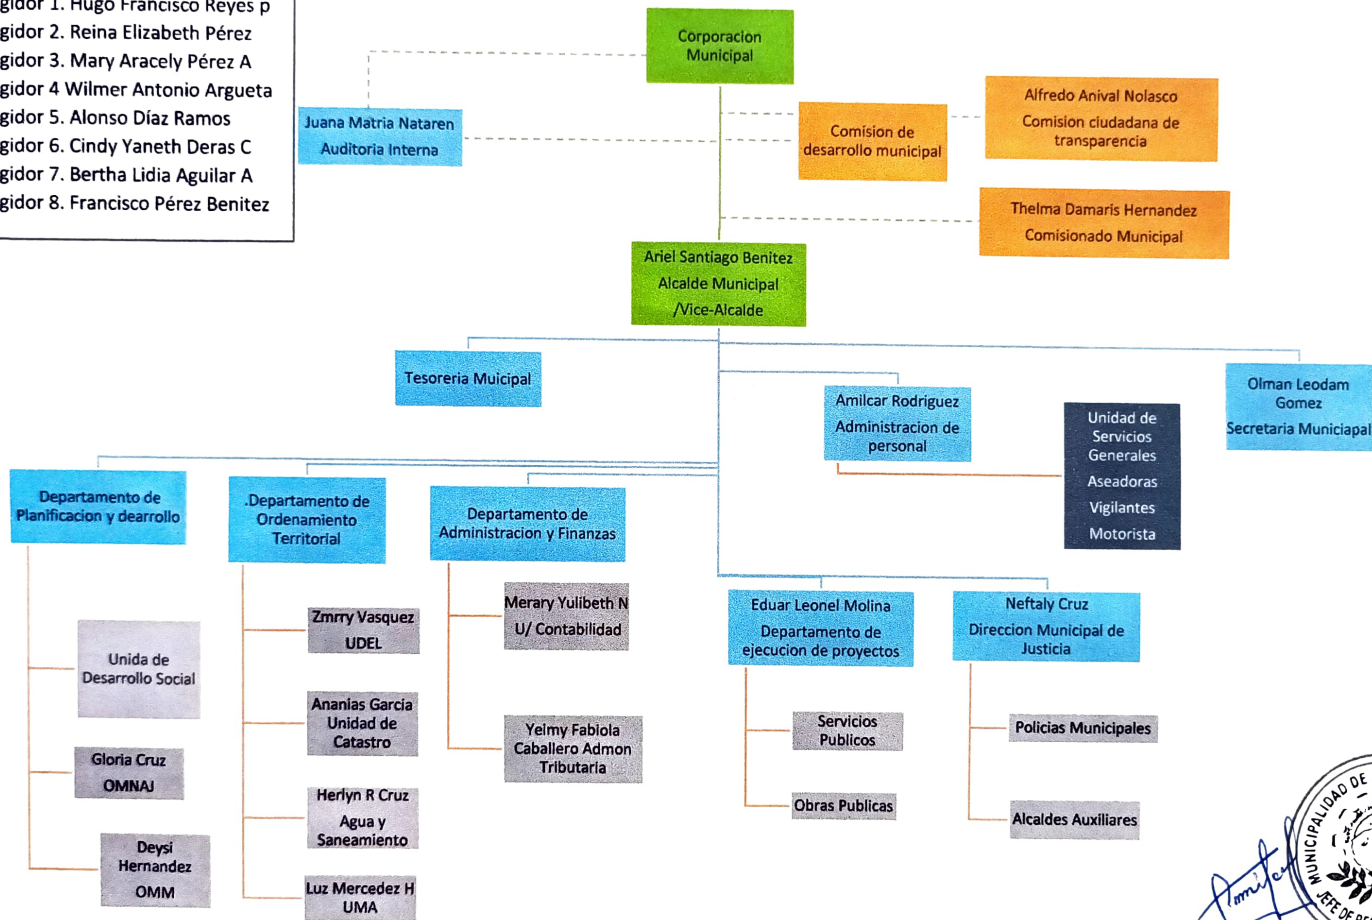 gidor 1. Hugo Francisco Reyes p
gidor 2. Reina Elizabeth Pérez
gidor 3. Mary Aracely Pérez A
gidor 4 Wilmer Antonio Argueta
gidor 5. Alonso Díaz Ramos
gidor 6. Cindy Yaneth Deras C
gidor 7. Bertha Lidia Aguilar A
gidor 8. Francisco Pérez Benitez
Corporacion
Municipal
Juana Matria Nataren
Auditoria Interna
Comision de
desarrollo municipal
Alfredo Anival Nolasco
Comision ciudadana de
transparencia
Thelma Damaris Hernandez
Comisionado Municipal
Ariel Santiago Benitez
Alcalde Municipal
/Vice-Alcalde
Tesoreria Muicipal
Amilcar Rodriguez
Administracion de
personal
Unidad de
Servicios
Generales
Aseadoras
Vigilantes
Motorista
Olman Leodam
Gomez
Secretaria Municiapal
Departamento de
Planificacion y dearrollo
.Departamento de
Ordenamiento
Territorial
Departamento de
Administracion y Finanzas
Eduar Leonel Molina
Departamento de
ejecucion de proyectos
Neftaly Cruz
Direccion Municipal de
Justicia
Unida de
Desarrollo Social
Gloria Cruz
OMNAJ
Deysi
Hernandez
OMM
Zmrry Vasquez
UDEL
Ananias Garcia
Unidad de
Catastro
Herlyn R Cruz
Agua y
Saneamiento
Luz Mercedez H
UMA
Merary Yulibeth N
U/ Contabilidad
Yeimy Fabiola
Caballero Admon
Tributaria
Servicios
Publicos
Obras Publicas
Policias Municipales
Alcaldes Auxiliares
MUNICIPALIDAD DE
JEFE DE